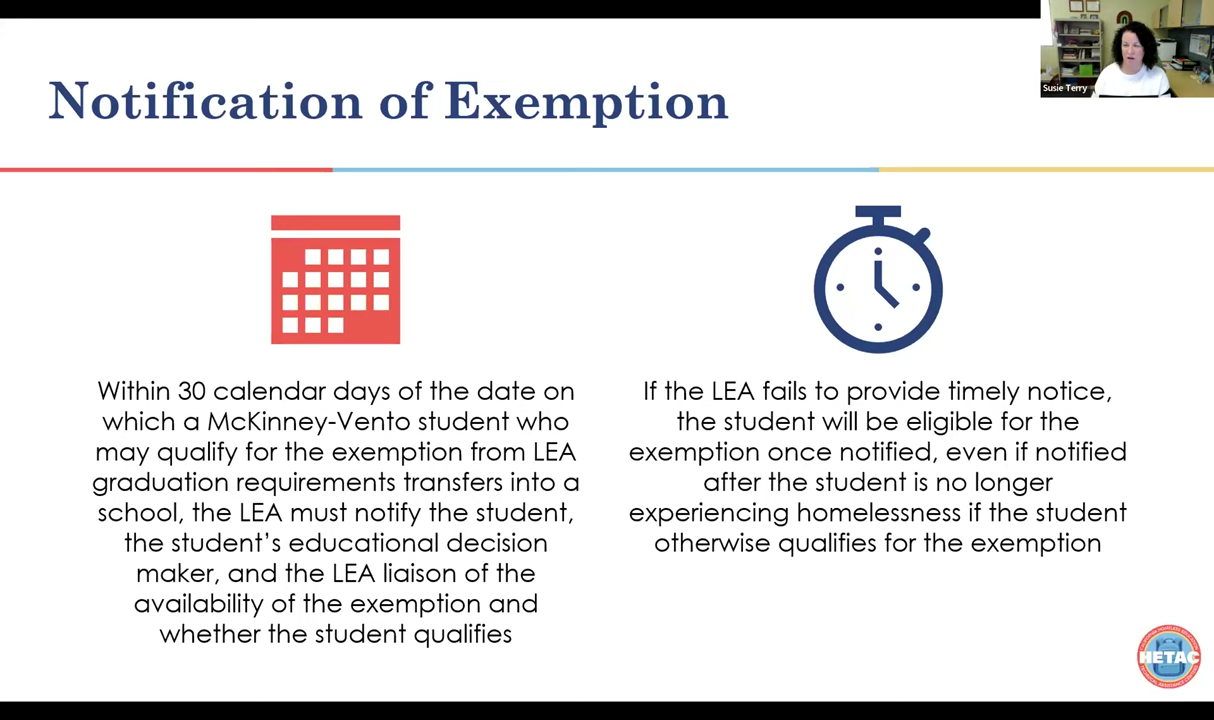 Notification of Exemption
Susie Terry
Within 30 calendar days of the date on
which a McKinney-Vento student who
may qualify for the exemption from LEA
graduation requirements transfers into a
school, the LEA must notify the student,
the student’s educational decision
maker, and the LEA liaison of the
availability of the exemption and
whether the student qualifies
If the LEA fails to provide timely notice,
the student will be eligible for the
exemption once notified, even if notified
after the student is no longer
experiencing homelessness if the student
otherwise qualifies for the exemption
HETAC